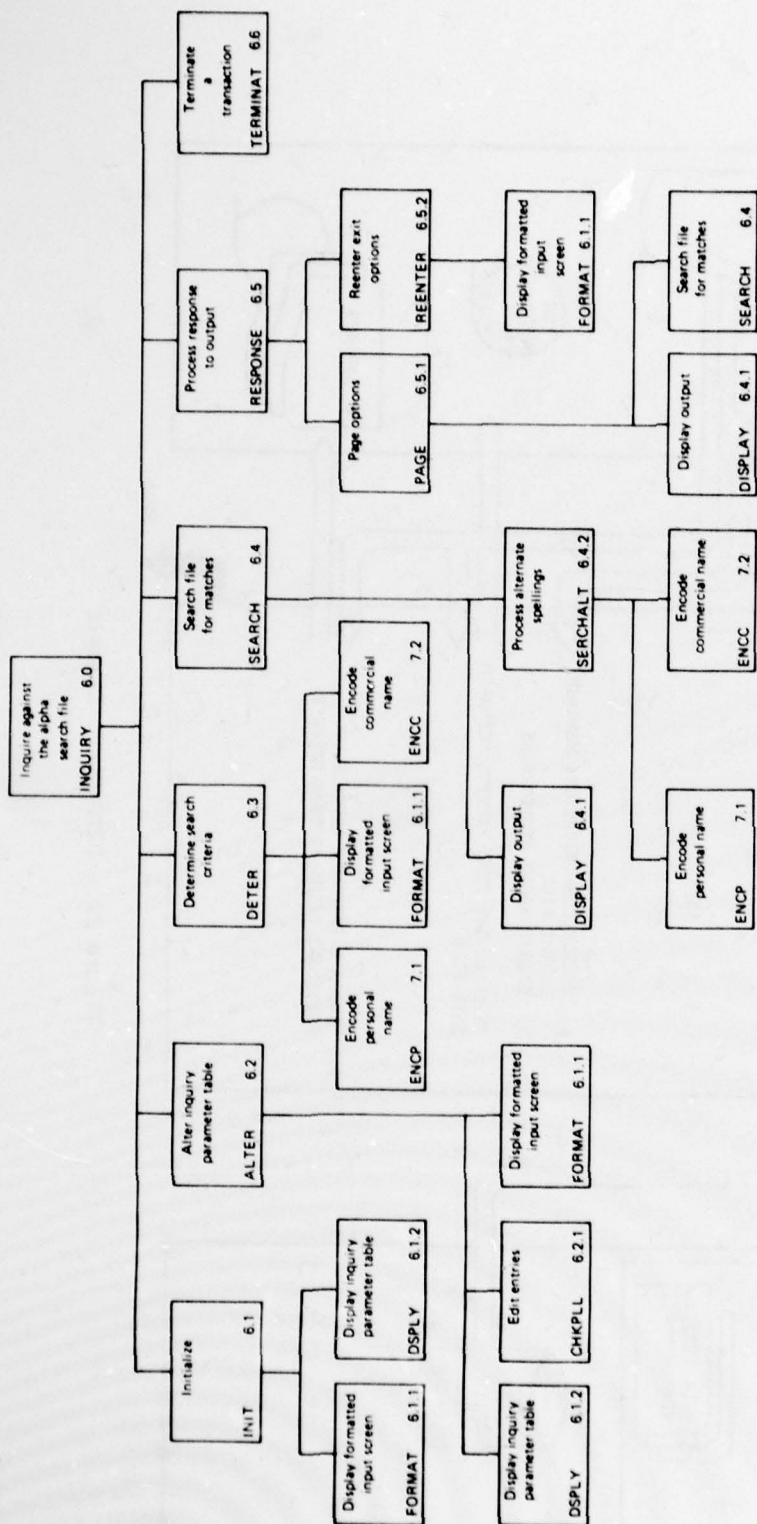 Inquire against
the alpha
search file
INQUIRY 6.0
Initialize
INIT 6.1
Alter inquiry
parameter table
ALTER 6.2
Determine search
criteria
DETER 6.3
Search file
for matches
SEARCH 6.4
Process response
to output
RESPONSE 6.5
Terminate
a
transaction
TERMINAT 6.6
Display formatted
input screen
FORMAT 6.1.1
Display inquiry
parameter table
DSPLY 6.1.2
Encode
personal
name
ENCP 7.1
Display
formatted
input screen
FORMAT 6.1.1
Encode
commercial
name
ENCC 7.2
Page options
PAGE 6.5.1
Reenter exit
options
REENTER 6.5.2
Display inquiry
parameter table
DSPLY 6.1.2
Edit entries
CHKPLL 6.2.1
Display formatted
input screen
FORMAT 6.1.1
Display output
DISPLAY 6.4.1
Process alternate
spellings
SERCHALT 6.4.2
Display formatted
input
screen
FORMAT 6.1.1
Encode
personal name
ENCP 7.1
Encode
commercial name
ENCC 7.2
Display output
DISPLAY 6.4.1
Search file
for matches
SEARCH 6.4